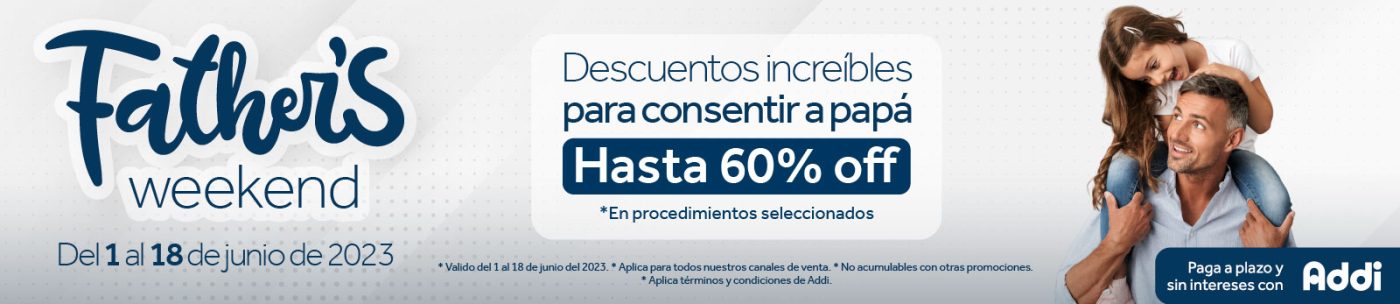 Father's
weekend
Del 1 al 18 de junio de 2023
Descuentos increíbles
para consentir a papá
Hasta 60% off
*En procedimientos seleccionados
* Valido del 1 al 18 de junio del 2023. * Aplica para todos nuestros canales de venta. * No acumulables con otras promociones.
* Aplica términos y condiciones de Addi.
Paga a plazo y
sin intereses con
Addi